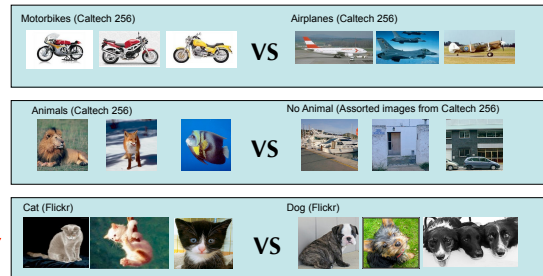 Motorbikes (Caltech 256)
Airplanes (Caltech 256)
VS
Animals (Caltech 256)
No Animal (Assorted images from Caltech 256)
VS
Cat (Flickr)
Dog (Flickr)
VS